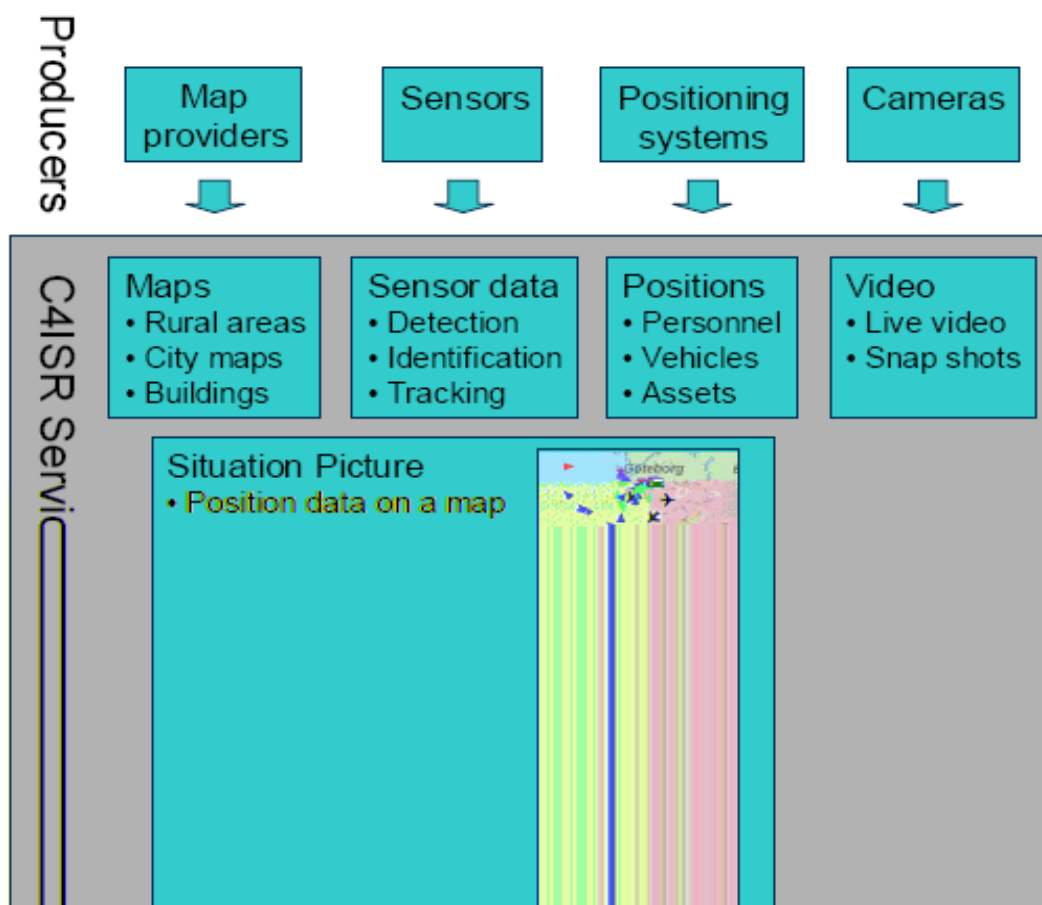 Producers
Map
providers
Sensors
Positioning
systems
Cameras
C4ISR Servic
Maps
• Rural areas
• City maps
• Buildings
Sensor data
• Detection
• Identification
• Tracking
Positions
• Personnel
• Vehicles
• Assets
Video
• Live video
• Snap shots
Situation Picture
• Position data on a map
Göteborg